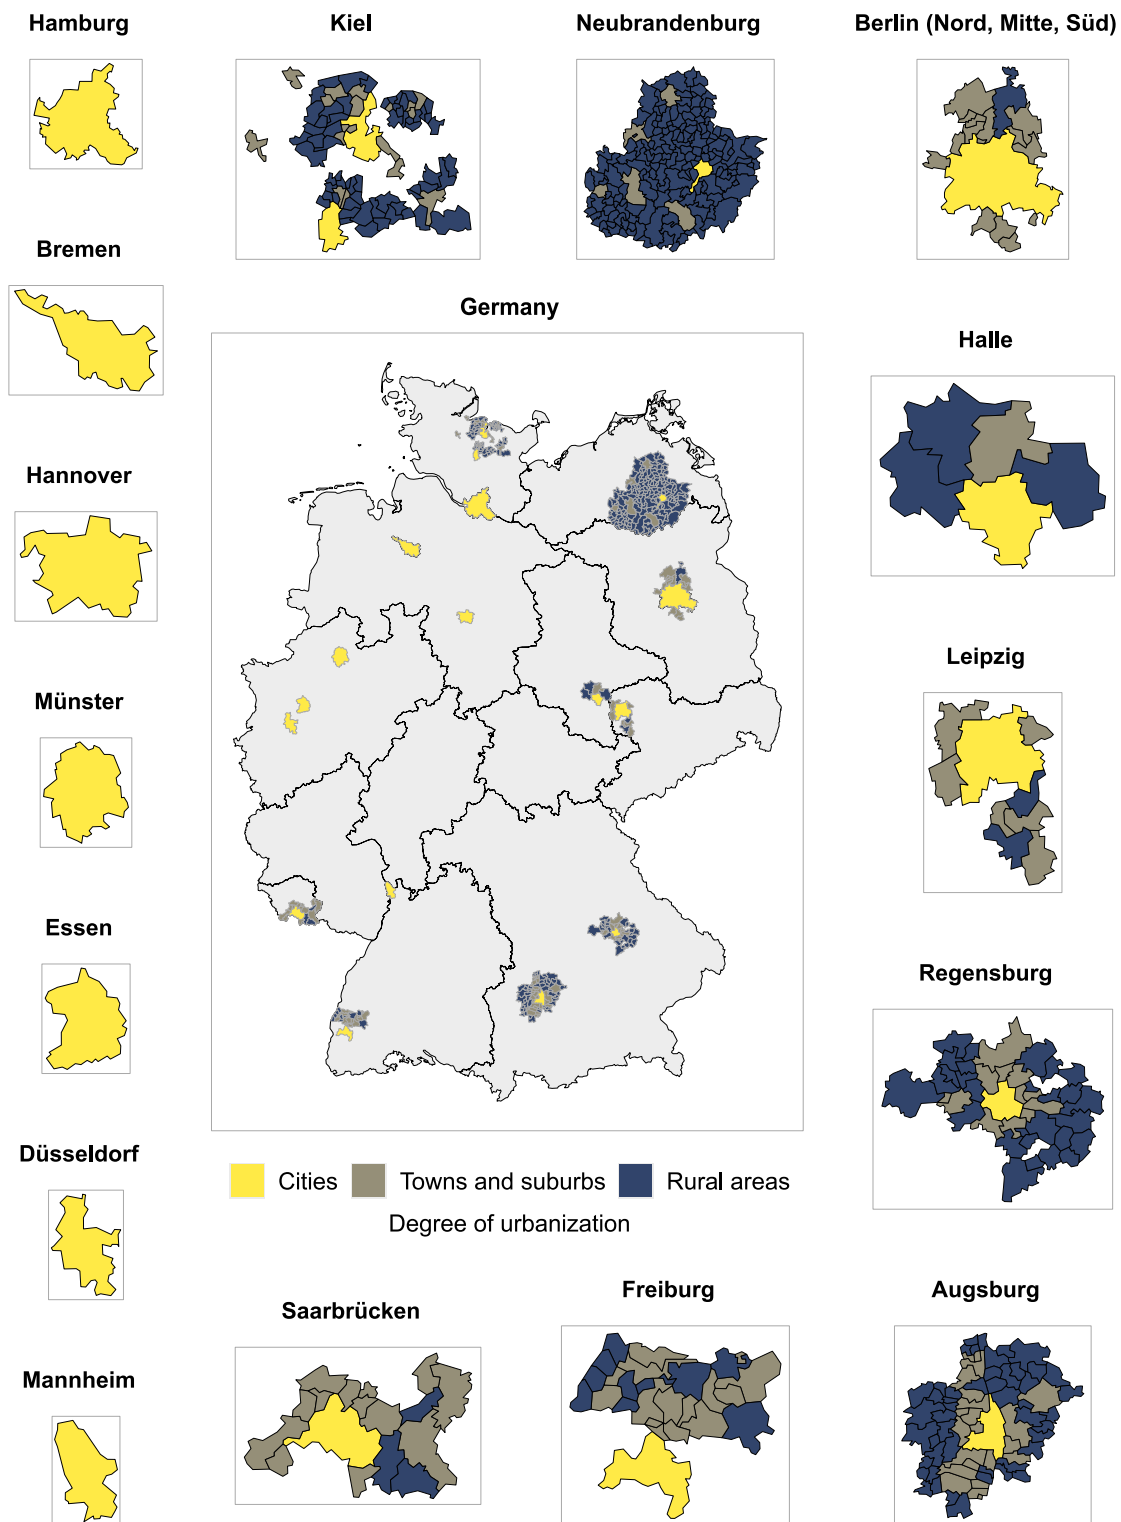 Hamburg
Kiel
Neubrandenburg
Berlin (Nord, Mitte, Süd)
Bremen
Germany
Halle
Hannover
Leipzig
Münster
Essen
Regensburg
Düsseldorf
Cities
Towns and suburbs
Rural areas
Degree of urbanization
Saarbrücken
Freiburg
Augsburg
Mannheim